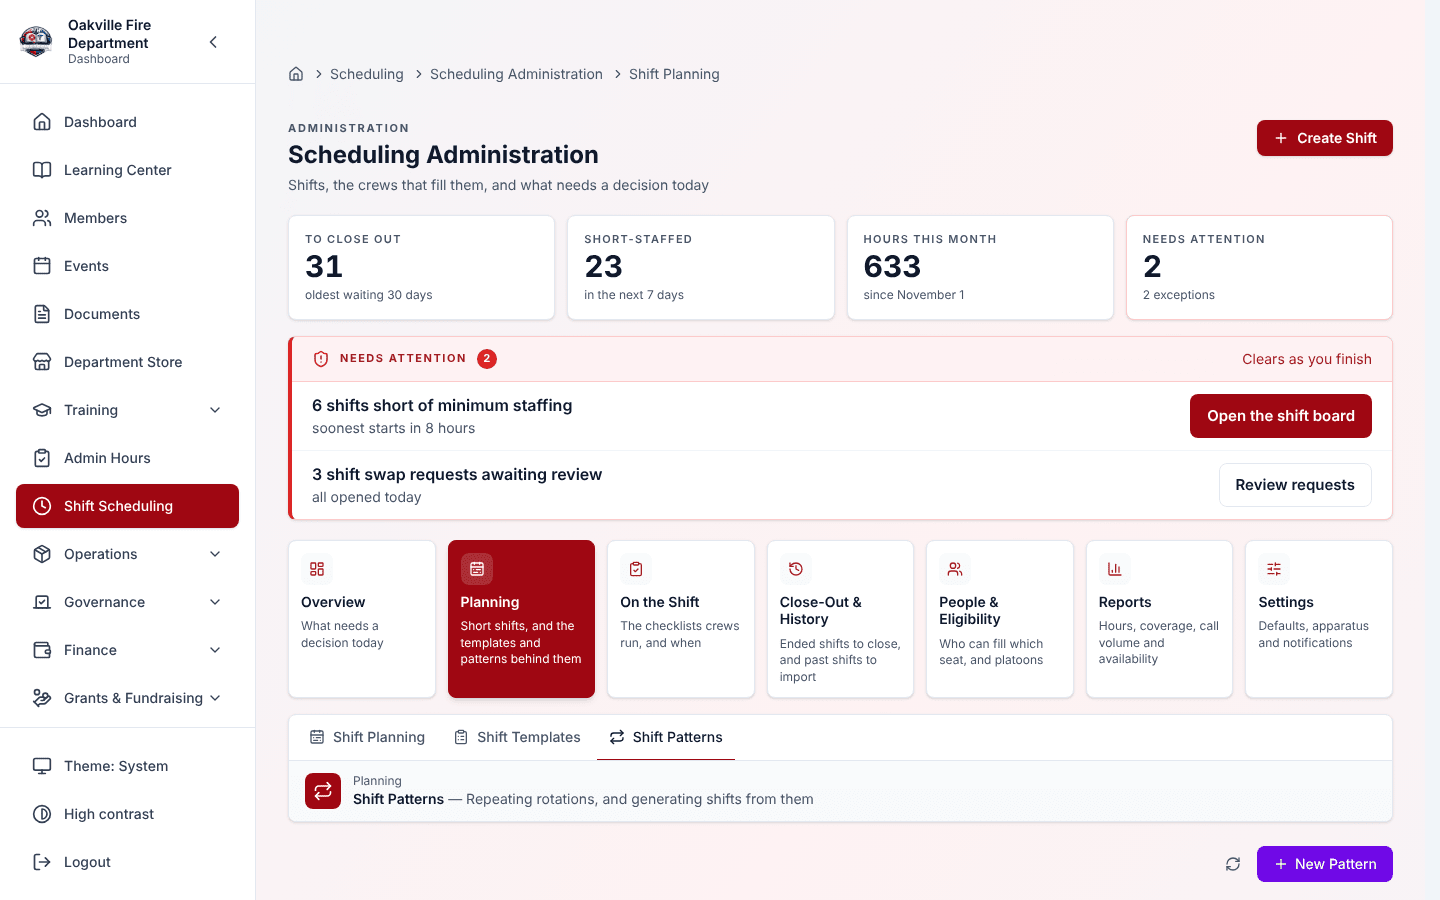 Oakville Fire
Department
Dashboard
Dashboard
Learning Center
Members
Events
Documents
Department Store
Training
Admin Hours
Shift Scheduling
Operations
Governance
Finance
Grants & Fundraising
Theme: System
High contrast
Logout
Scheduling
Scheduling Administration
Shift Planning
ADMINISTRATION
Scheduling Administration
Shifts, the crews that fill them, and what needs a decision today
Create Shift
TO CLOSE OUT
31
oldest waiting 30 days
SHORT-STAFFED
23
in the next 7 days
HOURS THIS MONTH
633
since November 1
NEEDS ATTENTION
2
2 exceptions
NEEDS ATTENTION 2
Clears as you finish
6 shifts short of minimum staffing
soonest starts in 8 hours
Open the shift board
3 shift swap requests awaiting review
all opened today
Review requests
Overview
What needs a
decision today
Planning
Short shifts, and the
templates and
patterns behind them
On the Shift
The checklists crews
run, and when
Close-Out &
History
Ended shifts to close,
and past shifts to
import
People &
Eligibility
Who can fill which
seat, and platoons
Reports
Hours, coverage, call
volume and
availability
Settings
Defaults, apparatus
and notifications
Shift Planning
Shift Templates
Shift Patterns
Planning
Shift Patterns — Repeating rotations, and generating shifts from them
New Pattern